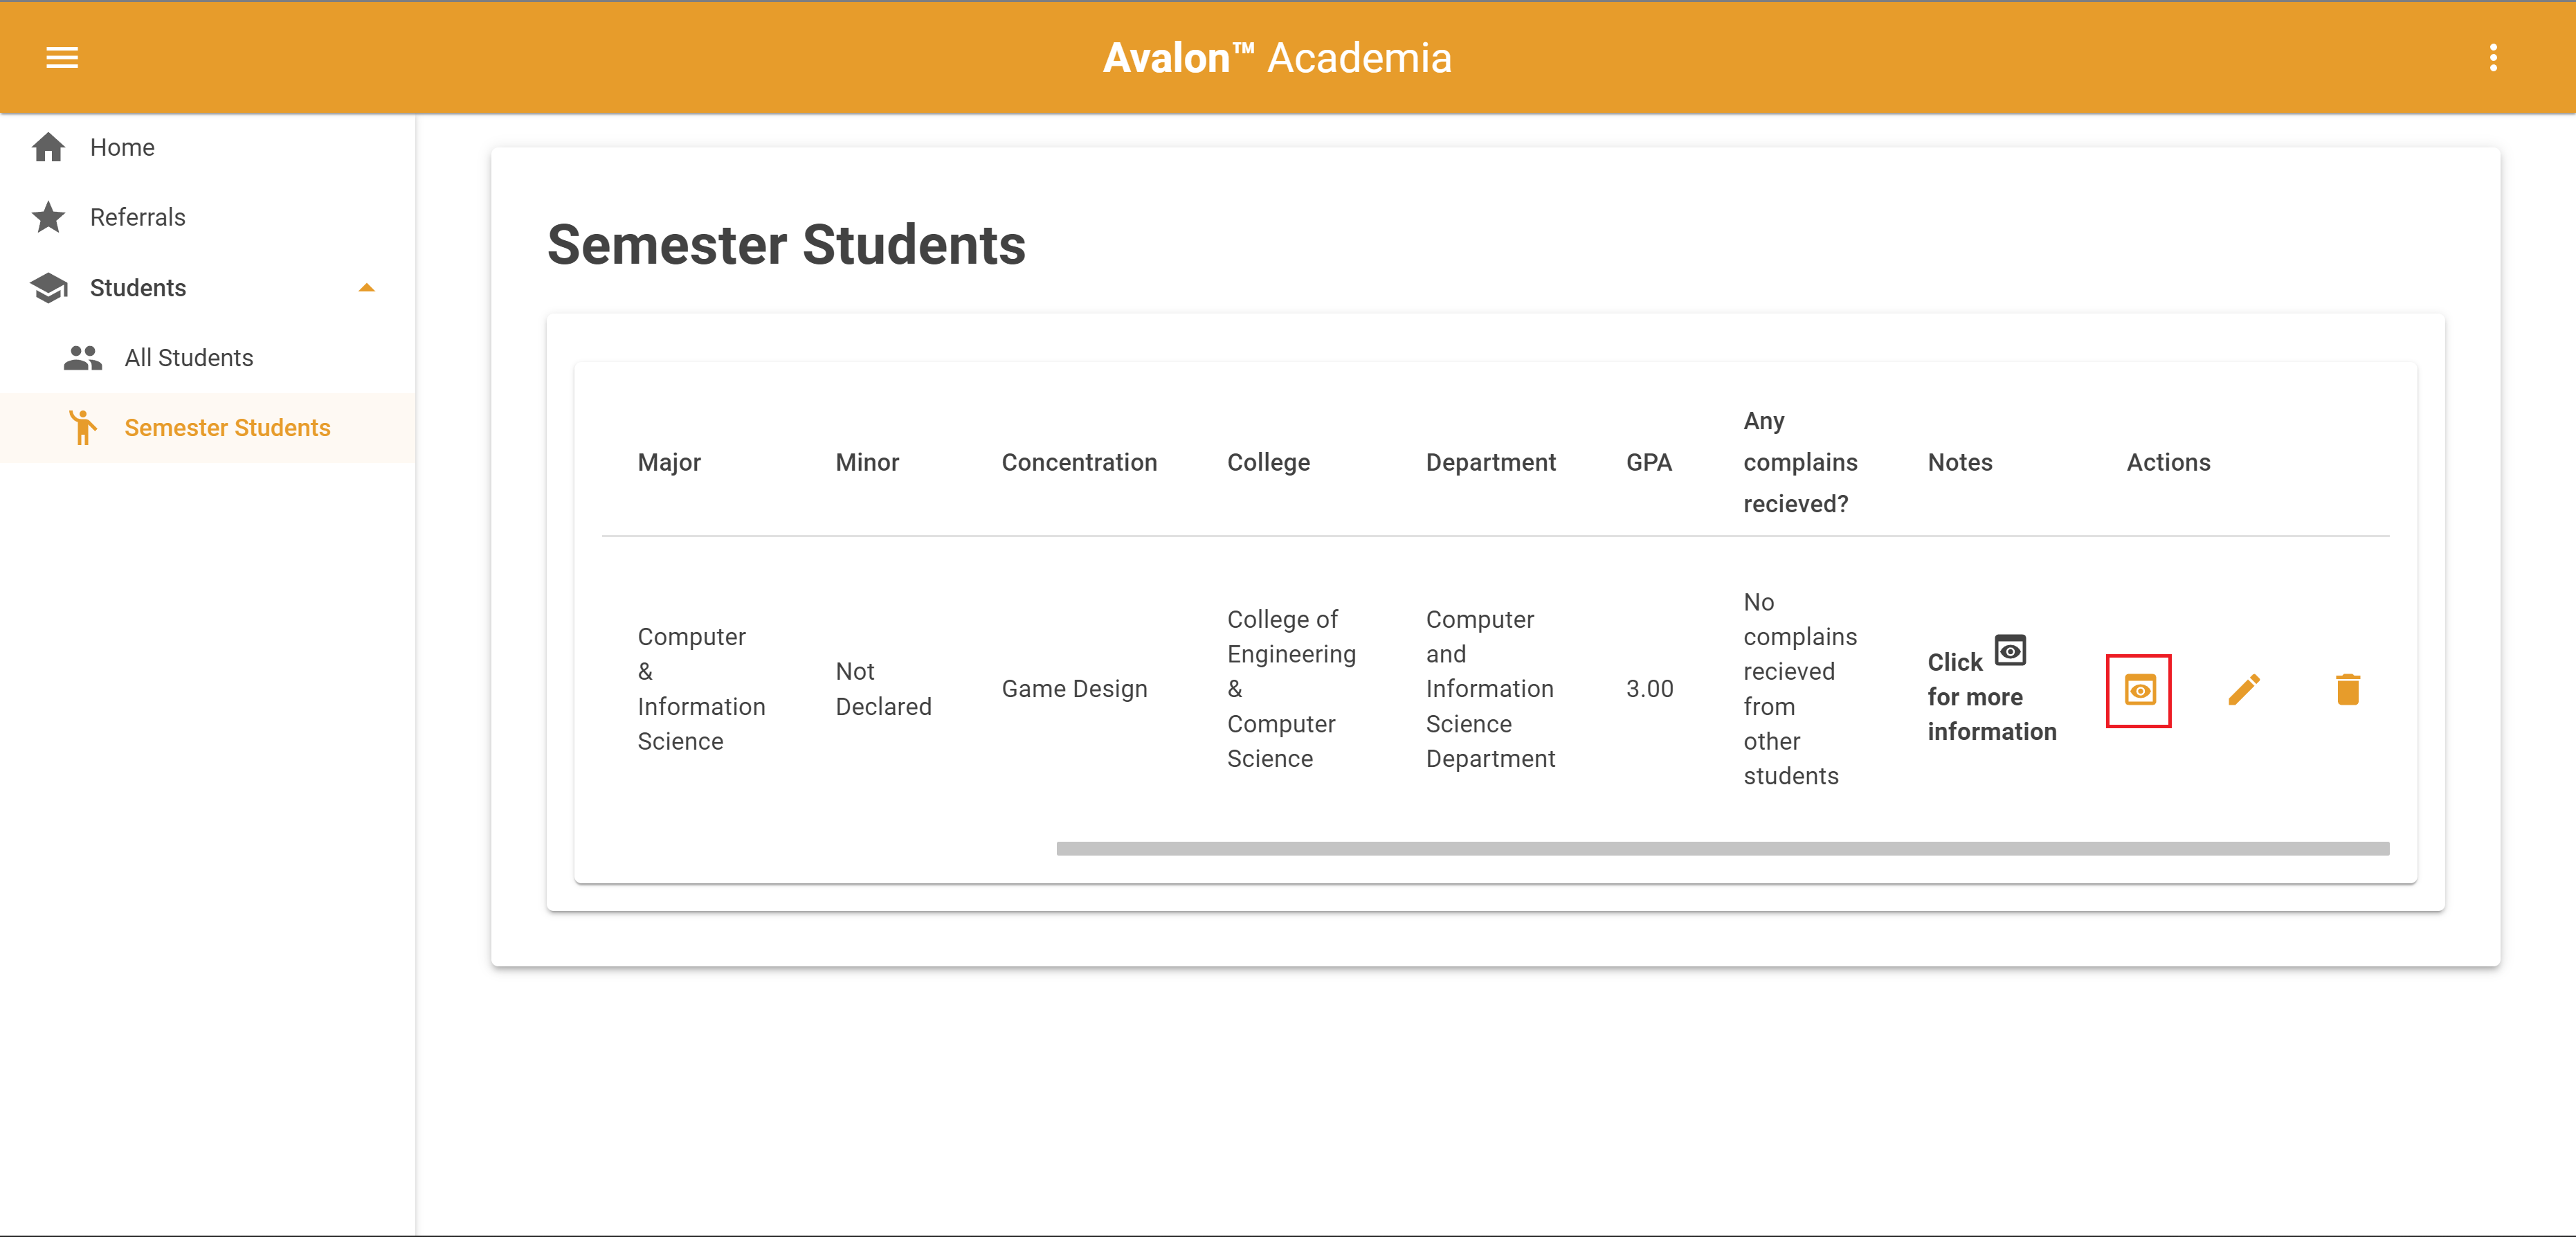 Avalon™ Academia
Home
Referrals
Students
All Students
Semester Students
Semester Students
Major
Minor
Concentration
College
Department
GPA
Any
complains
recieved?
Notes
Actions
Computer
&
Information
Science
Not
Declared
Game Design
College of
Engineering
&
Computer
Science
Computer
and
Information
Science
Department
3.00
No
complains
recieved
from
other
students
Click
for more
information